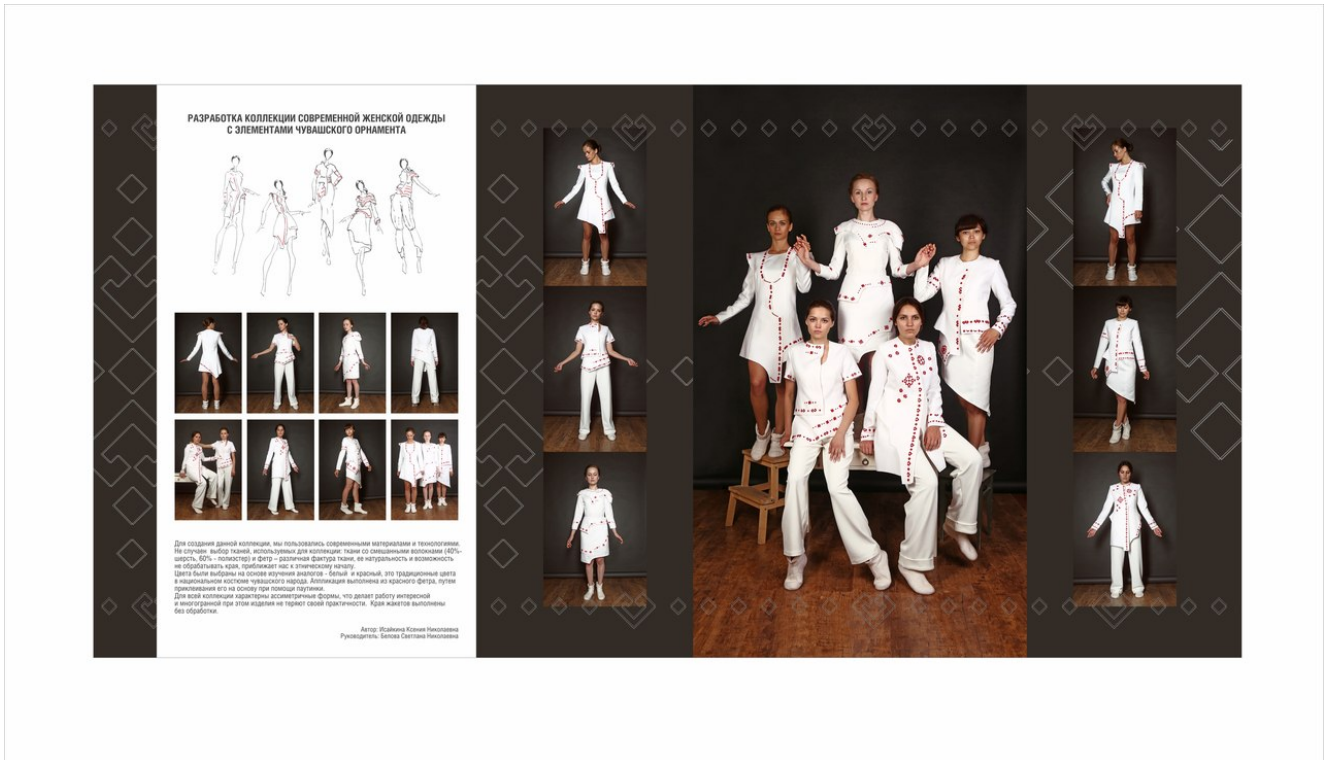 РАЗРАБОТКА КОЛЛЕКЦИИ СОВРЕМЕННОЙ ЖЕНСКОЙ ОДЕЖДЫ
С ЭЛЕМЕНТАМИ ЧУВАШСКОГО ОРНАМЕНТА
Для создания данной коллекции, мы пользовались современными материалами и технологиями.
Не случаен выбор тканей, используемых для коллекции: ткани со смешанными волокнами (40%-
шерсть, 60% - полиэстер) и фетр – различная фактура ткани, ее натуральность и возможность
не обрабатывать края, приближает нас к этническому началу.
Цвета были выбраны на основе изучения аналогов - белый и красный, это традиционные цвета
в национальном костюме чувашского народа. Аппликация выполнена из красного фетра, путем
приклеивания его на основу при помощи паутинки.
Для всей коллекции характерны ассиметричные формы, что делает работу интересной
и многогранной при этом изделия не теряют своей практичности. Края жакетов выполнены
без обработки.
Автор: Исайкина Ксения Николаевна
Руководитель: Белова Светлана Николаевна